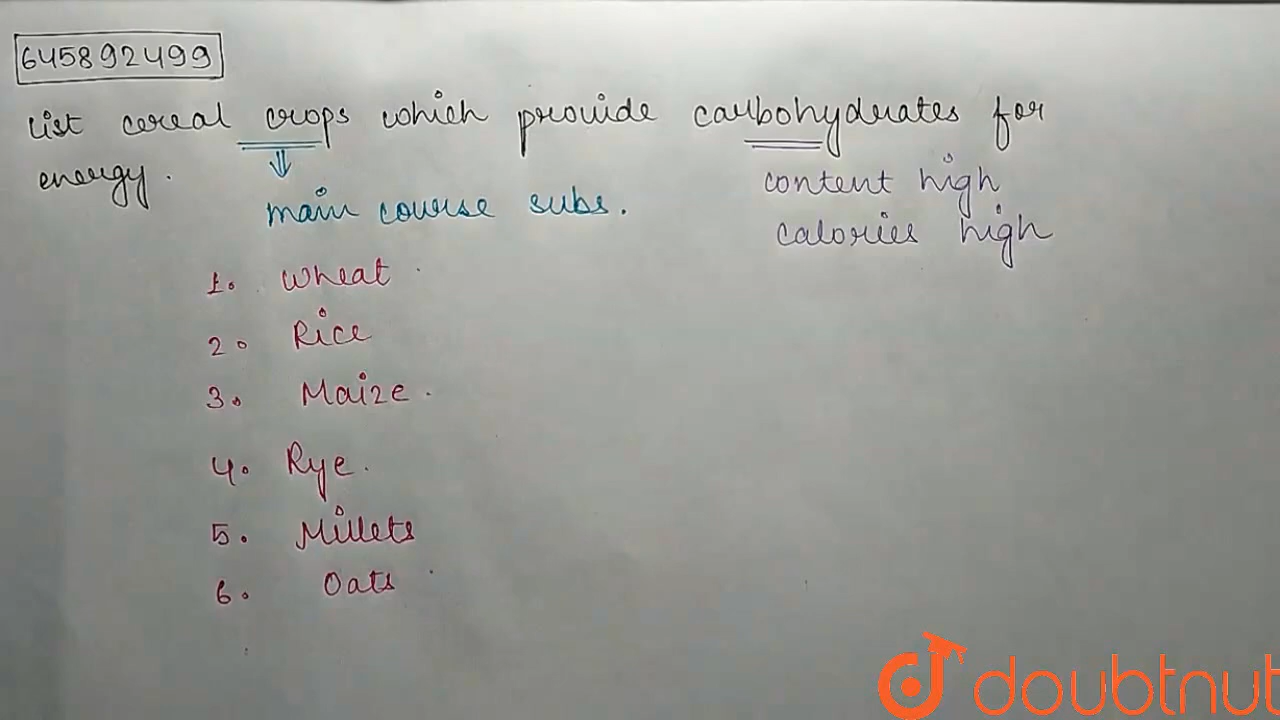 645892499
List cereal crops which provide carbohydrates for
energy.
main course subs.
content high
calories high
1. Wheat.
2. Rice
3. Maize.
4. Rye.
5. Millets
6. Oats
doubtnut